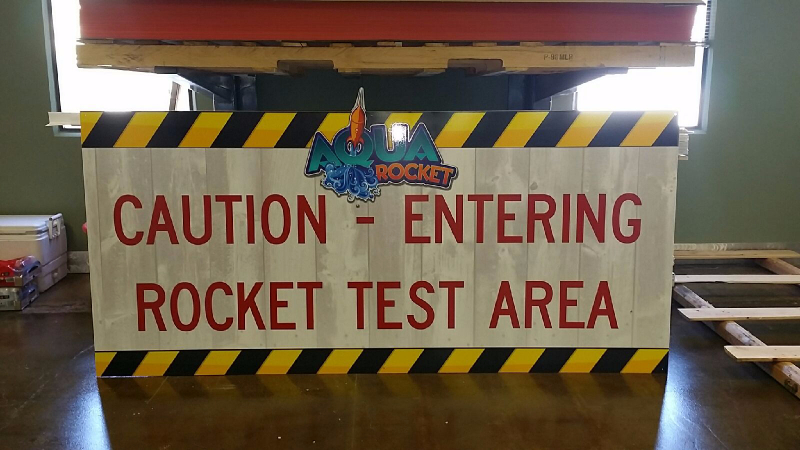 AQUA
ROCKET
CAUTION - ENTERING
ROCKET TEST AREA